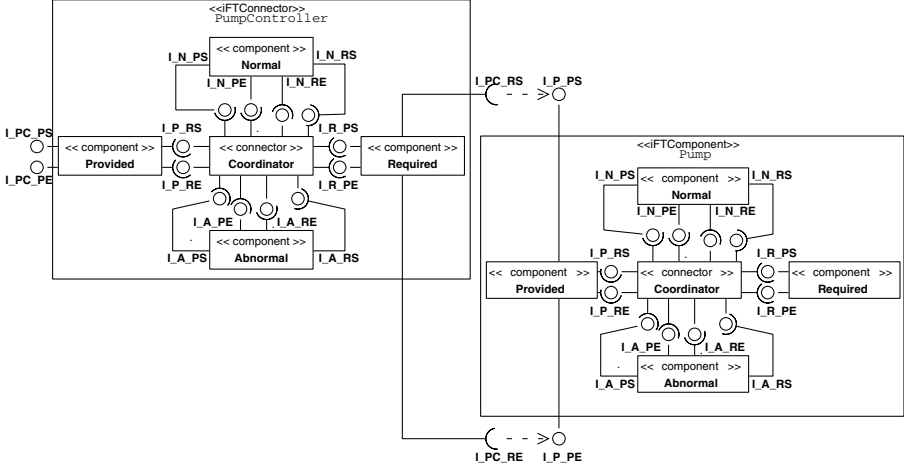 <<iFTConnector>>
PumpController
I_N_PS
<< component >>
Normal
I_N_RS
I_N_PE
I_N_RE
I_PC_RS
I_P_PS
I_PC_PS
<< component >>
Provided
I_P_RS
<< connector >>
Coordinator
I_R_PS
<< component >>
Required
I_PC_PE
I_P_RE
I_R_PE
I_A_PE
I_A_RE
<< component >>
Abnormal
I_A_PS
I_A_RS
<<iFTComponent>>
Pump
I_N_PS
<< component >>
Normal
I_N_RS
I_N_PE
I_N_RE
I_P_RS
I_R_PS
<< component >>
Provided
<< connector >>
Coordinator
<< component >>
Required
I_P_RE
I_R_PE
I_A_PE
I_A_RE
<< component >>
Abnormal
I_A_PS
I_A_RS
I_PC_RE
I_P_PE